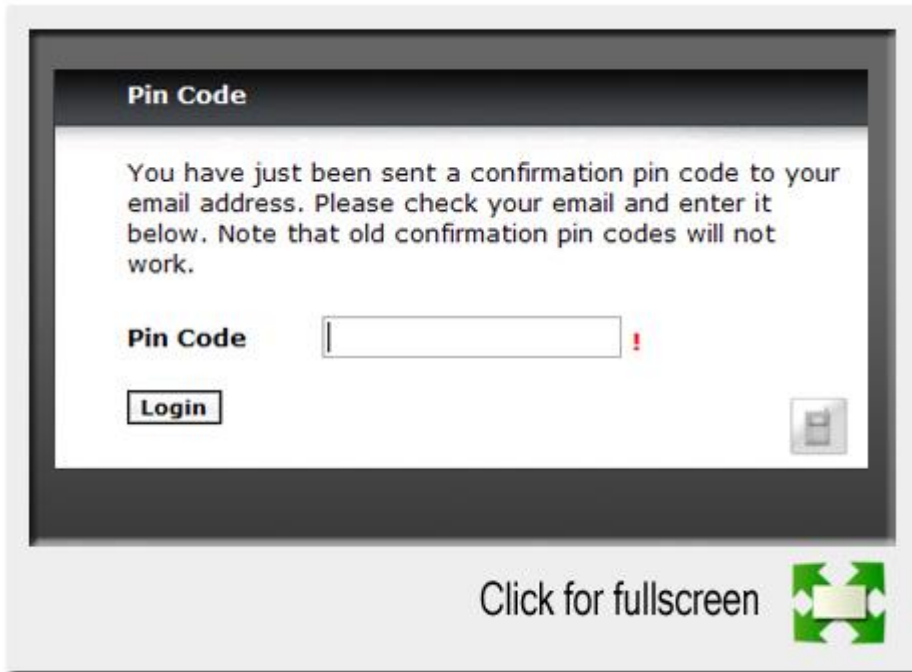 Pin Code
You have just been sent a confirmation pin code to your
email address. Please check your email and enter it
below. Note that old confirmation pin codes will not
work.
Pin Code !
Login
Click for fullscreen